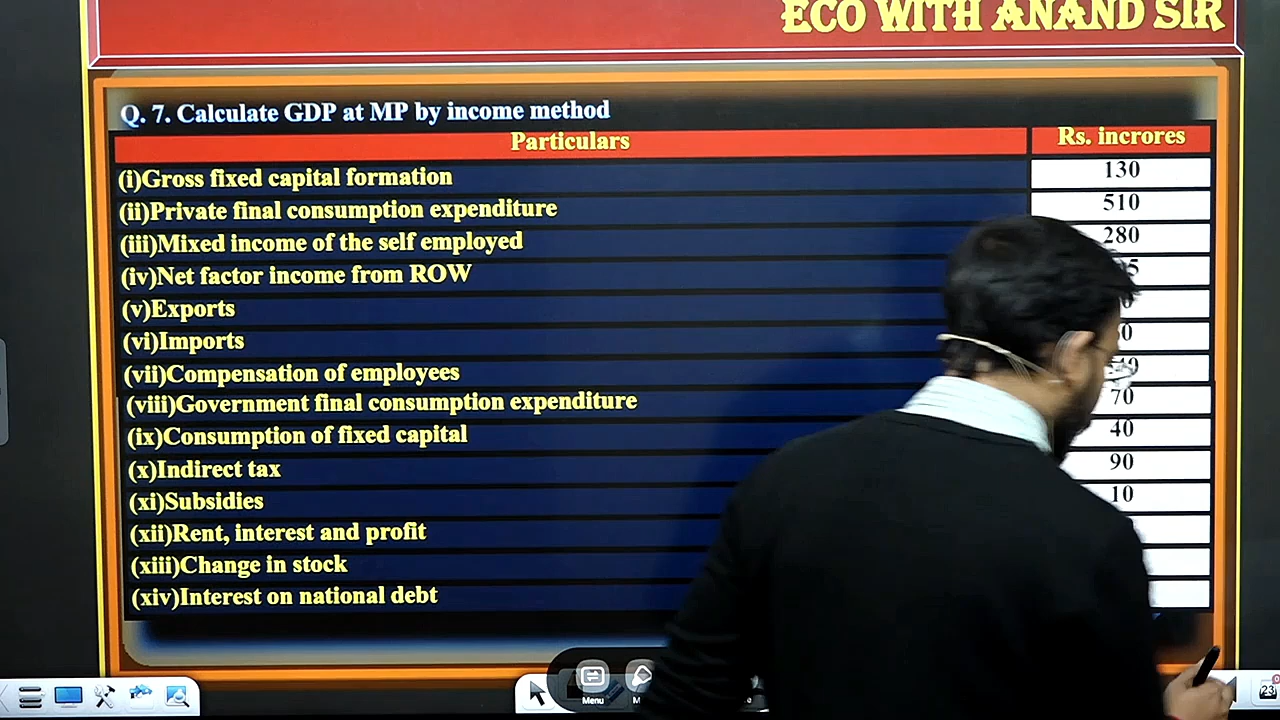 ECO WITH ANAND SIR
Q. 7. Calculate GDP at MP by income method
Particulars Rs. incrores
(i)Gross fixed capital formation 130
(ii)Private final consumption expenditure 510
(iii)Mixed income of the self employed 280
(iv)Net factor income from ROW
(v)Exports
(vi)Imports
(vii)Compensation of employees
(viii)Government final consumption expenditure 70
(ix)Consumption of fixed capital 40
(x)Indirect tax 90
(xi)Subsidies 10
(xii)Rent, interest and profit
(xiii)Change in stock
(xiv)Interest on national debt
Menu
23